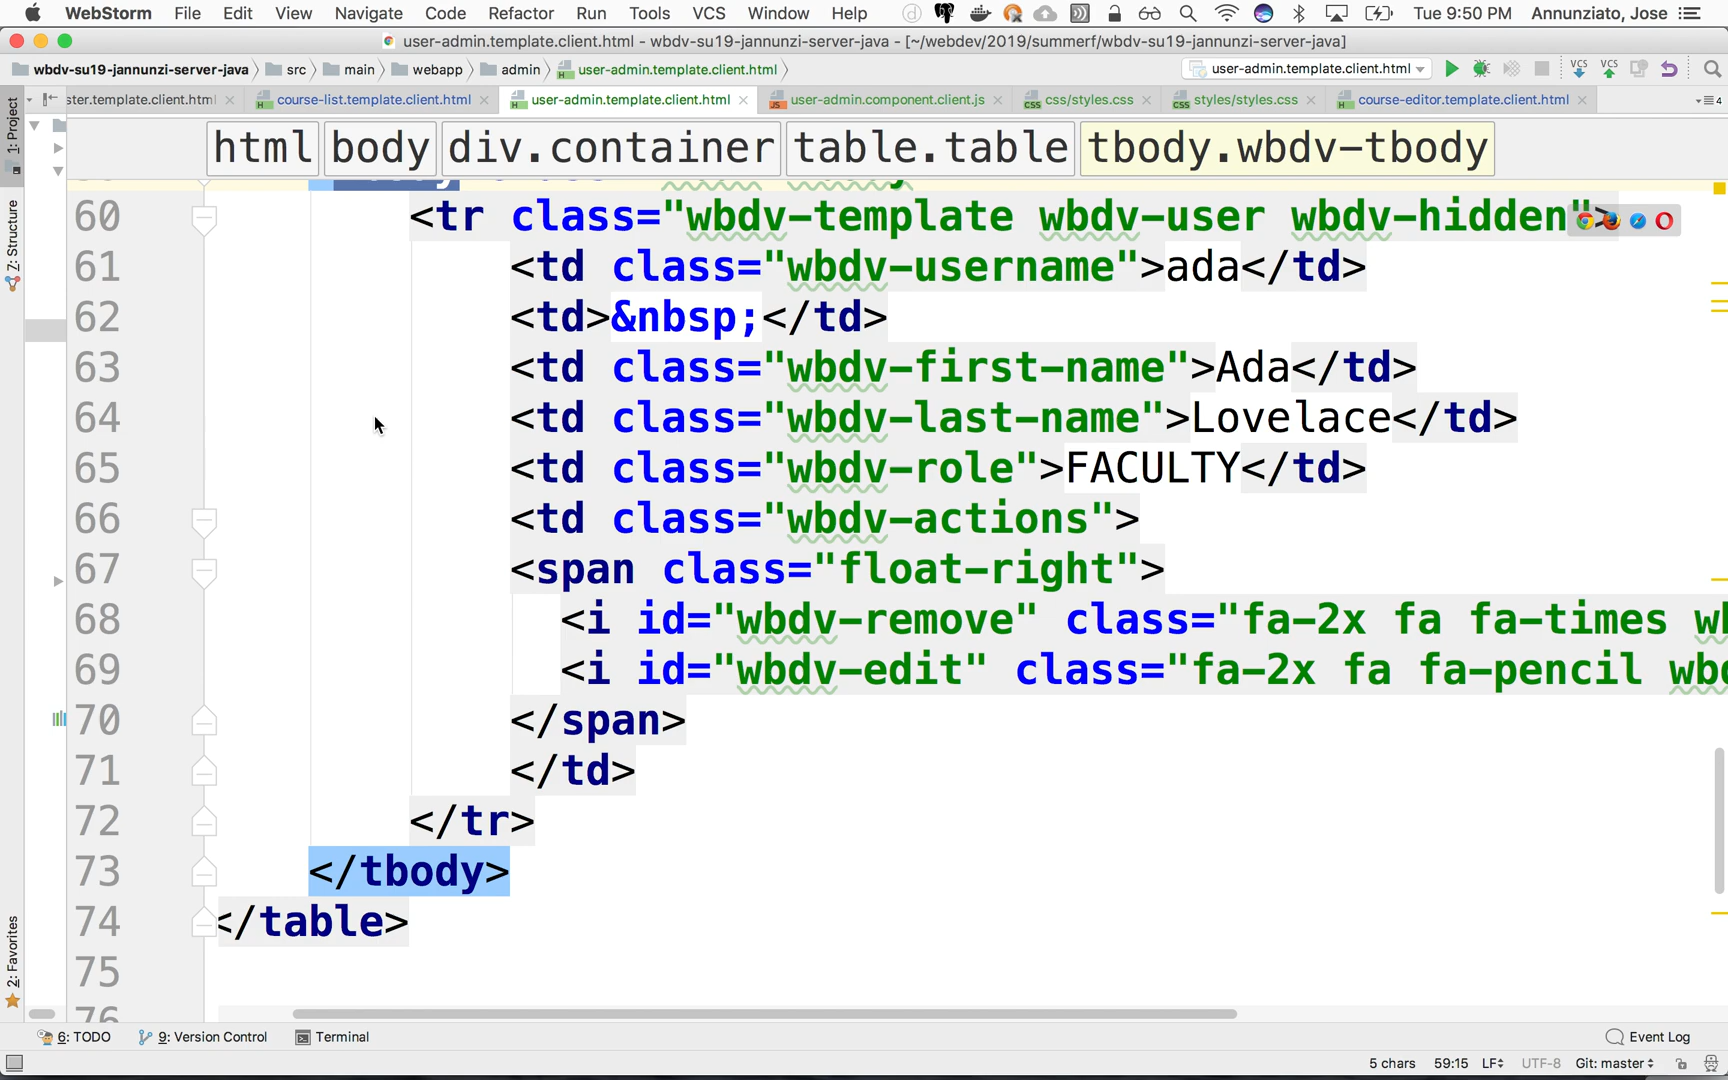 WebStorm File Edit View Navigate Code Refactor Run Tools VCS Window Help Tue 9:50 PM Annunziato, Jose
user-admin.template.client.html - wbdv-su19-jannunzi-server-java - [~/webdev/2019/summerf/wbdv-su19-jannunzi-server-java]
wbdv-su19-jannunzi-server-java src main webapp admin user-admin.template.client.html user-admin.template.client.html VCS VCS
ster.template.client.html course-list.template.client.html user-admin.template.client.html user-admin.component.client.js css/styles.css styles/styles.css course-editor.template.client.html 4
html body div.container table.table tbody.wbdv-tbody
1: Project
7: Structure
2: Favorites
60 <tr class="wbdv-template wbdv-user wbdv-hidden">
61 <td class="wbdv-username">ada</td>
62 <td>&nbsp;</td>
63 <td class="wbdv-first-name">Ada</td>
64 <td class="wbdv-last-name">Lovelace</td>
65 <td class="wbdv-role">FACULTY</td>
66 <td class="wbdv-actions">
67 <span class="float-right">
68 <i id="wbdv-remove" class="fa-2x fa fa-times
69 <i id="wbdv-edit" class="fa-2x fa fa-pencil
70 </span>
71 </td>
72 </tr>
73 </tbody>
74 </table>
75
76
6: TODO 9: Version Control Terminal Event Log
5 chars 59:15 LF UTF-8 Git: master